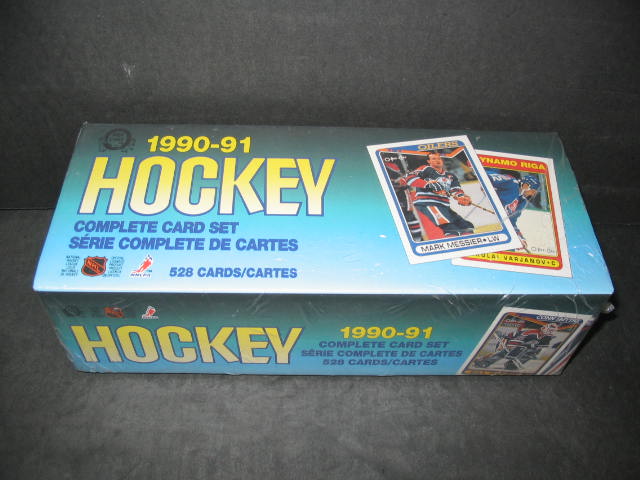 1990-91
HOCKEY
COMPLETE CARD SET
SÉRIE COMPLETE DE CARTES
528 CARDS/CARTES
OILERS
MARK MESSIER • LW
DYNAMO RIGA
VARJANOV • C
HOCKEY
1990-91
COMPLETE CARD SET
SÉRIE COMPLETE DE CARTES
528 CARDS/CARTES